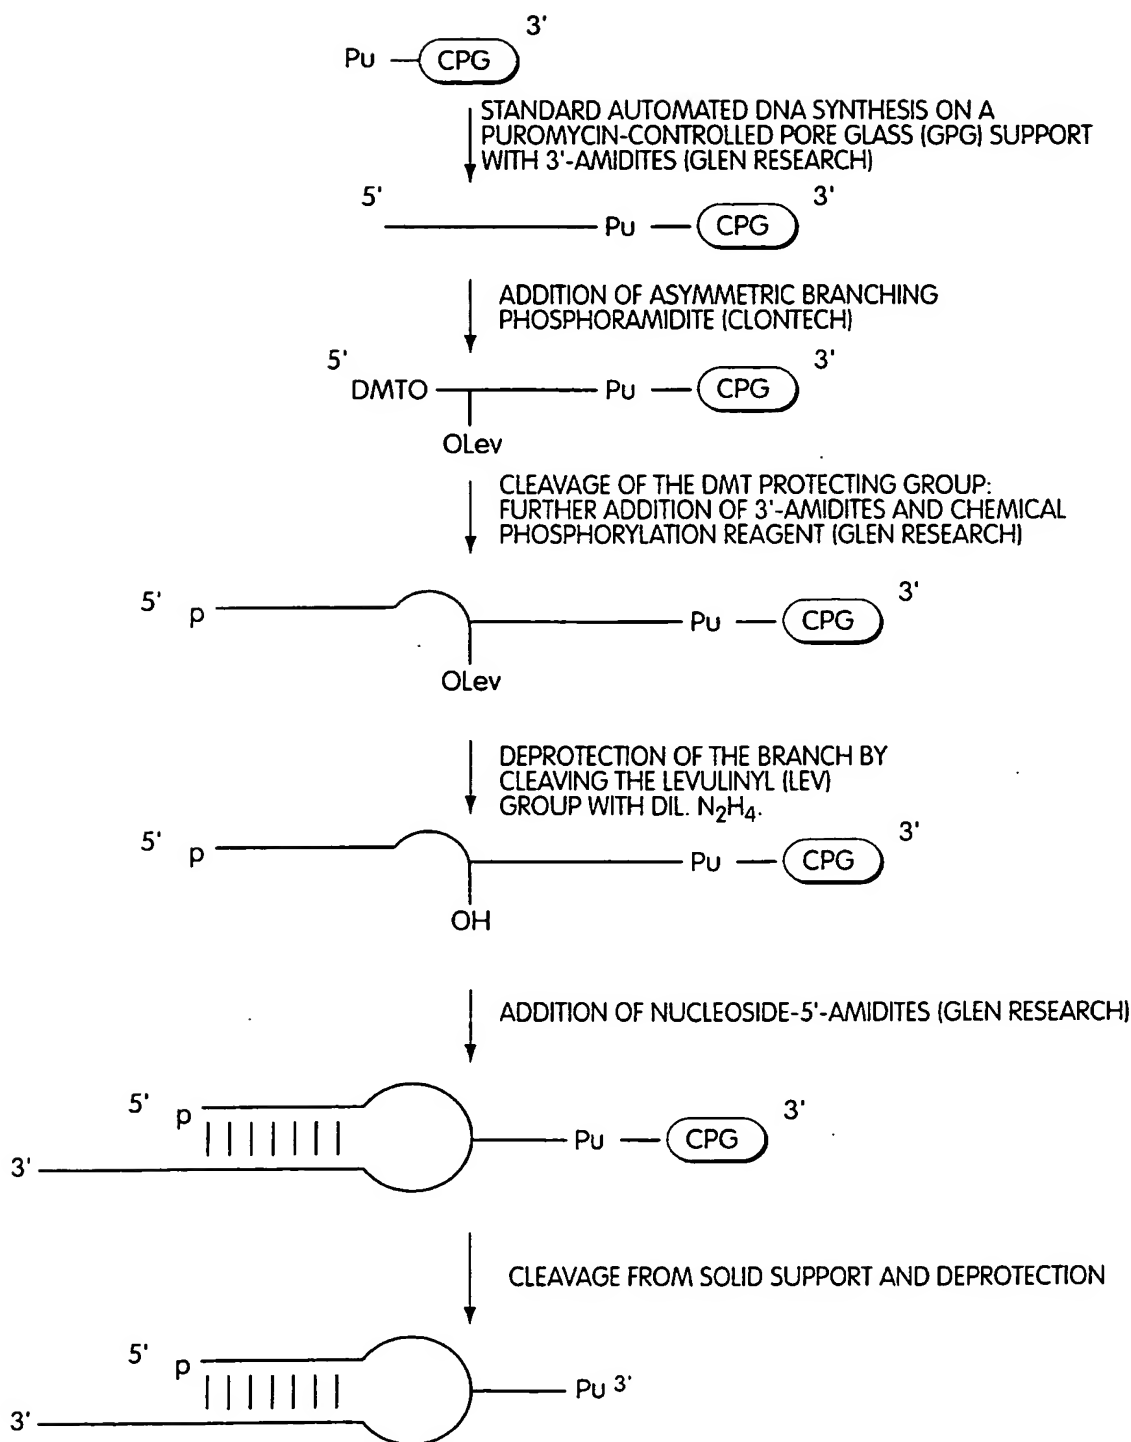 3'
Pu CPG
STANDARD AUTOMATED DNA SYNTHESIS ON A
PUROMYCIN-CONTROLLED PORE GLASS (GPG) SUPPORT
WITH 3'-AMIDITES (GLEN RESEARCH)
5' 3'
Pu CPG
ADDITION OF ASYMMETRIC BRANCHING
PHOSPHORAMIDITE (CLONTECH)
5' 3'
DMTO Pu CPG
OLev
CLEAVAGE OF THE DMT PROTECTING GROUP:
FURTHER ADDITION OF 3'-AMIDITES AND CHEMICAL
PHOSPHORYLATION REAGENT (GLEN RESEARCH)
5' 3'
p Pu CPG
OLev
DEPROTECTION OF THE BRANCH BY
CLEAVING THE LEVULINYL (LEV)
GROUP WITH DIL. N₂H₄.
5' 3'
p Pu CPG
OH
ADDITION OF NUCLEOSIDE-5'-AMIDITES (GLEN RESEARCH)
5' 3'
p Pu CPG
3'
CLEAVAGE FROM SOLID SUPPORT AND DEPROTECTION
5'
p Pu 3'
3'